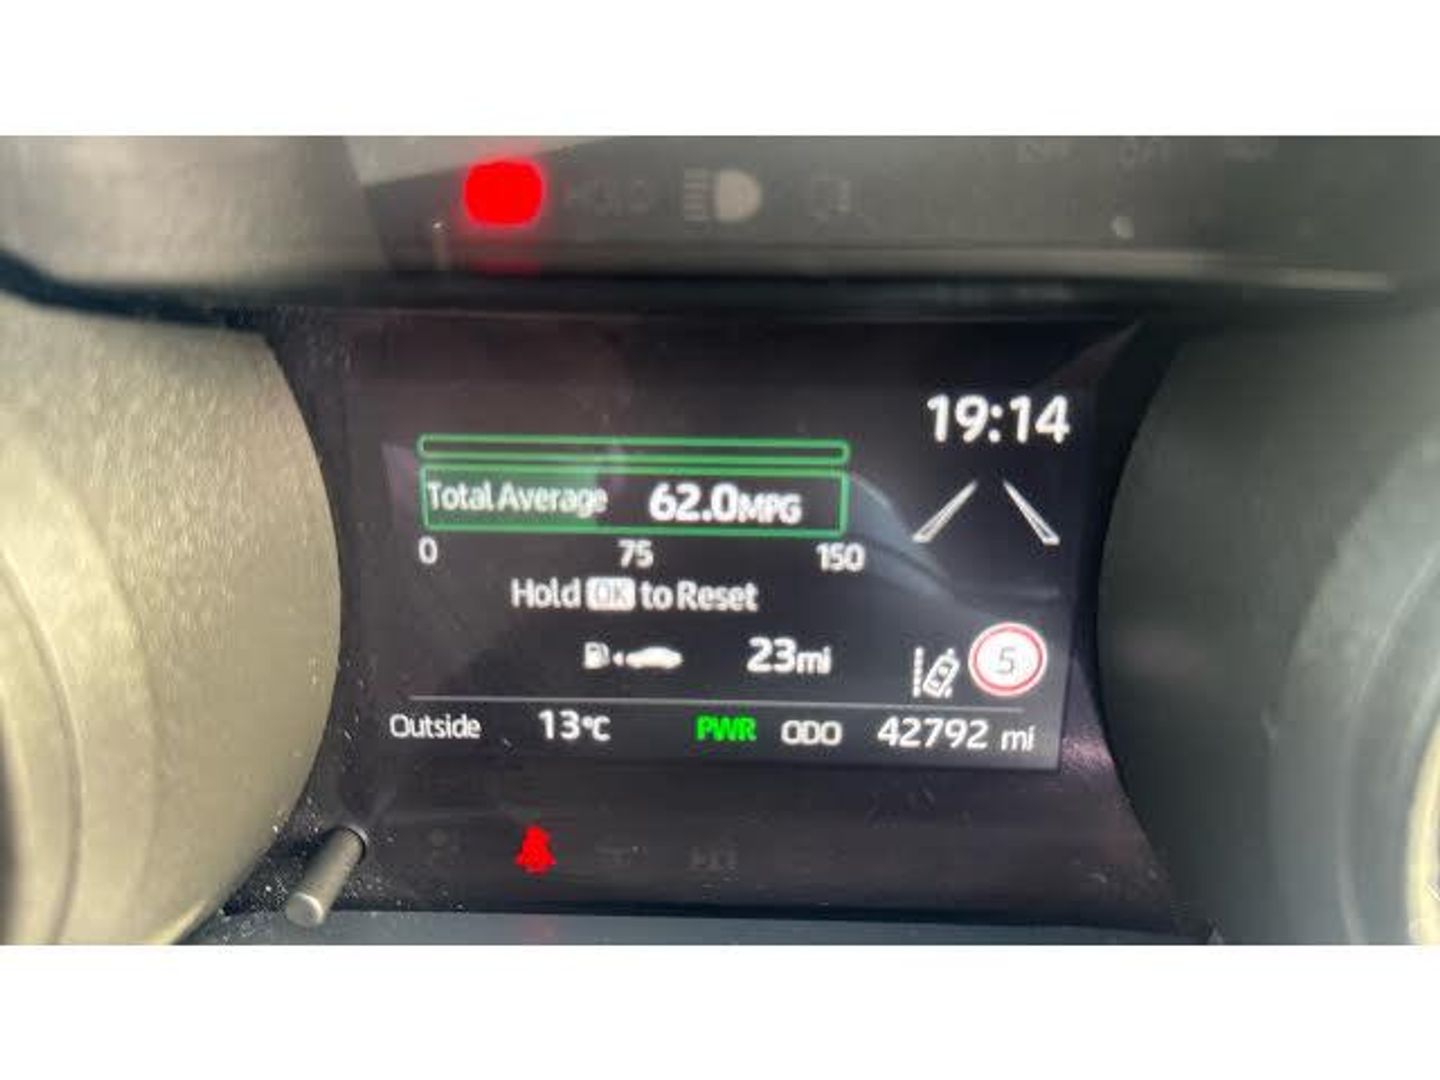 HOLD
19:14
Total Average 62.0MPG
0 75 150
Hold OK to Reset
23mi
5
Outside 13°C PWR ODO 42792 mi